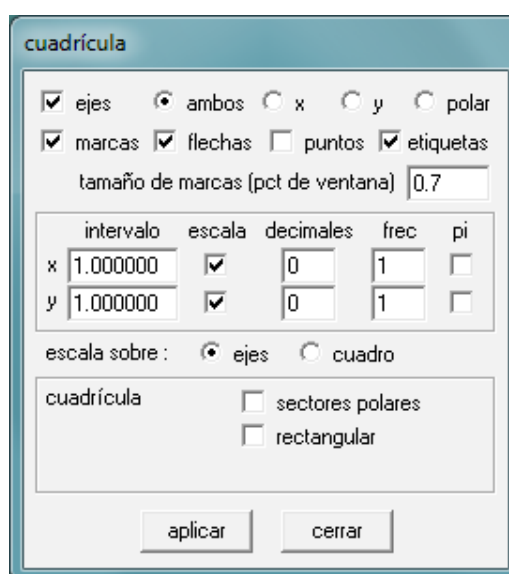 cuadrícula
ejes ambos x y polar
marcas flechas puntos etiquetas
tamaño de marcas (pct de ventana) 0.7
intervalo escala decimales frec pi
x 1.000000 0 1
y 1.000000 0 1
escala sobre : ejes cuadro
cuadrícula sectores polares
rectangular
aplicar cerrar